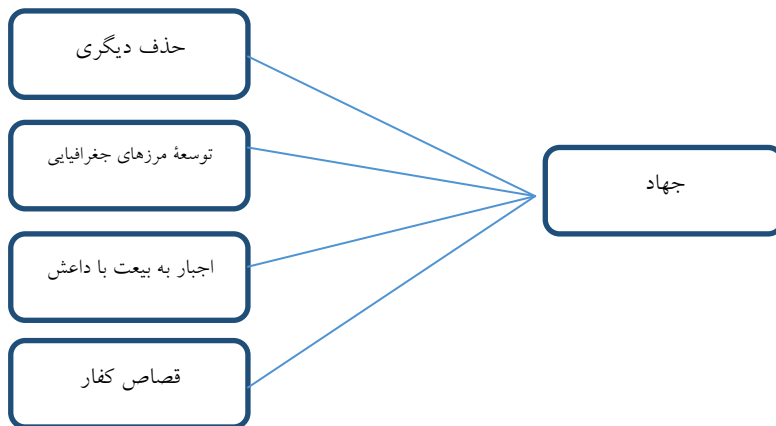 جهاد
حذف دیگری
توسعهٔ مرزهای جغرافیایی
اجبار به بیعت با داعش
قصاص کفار